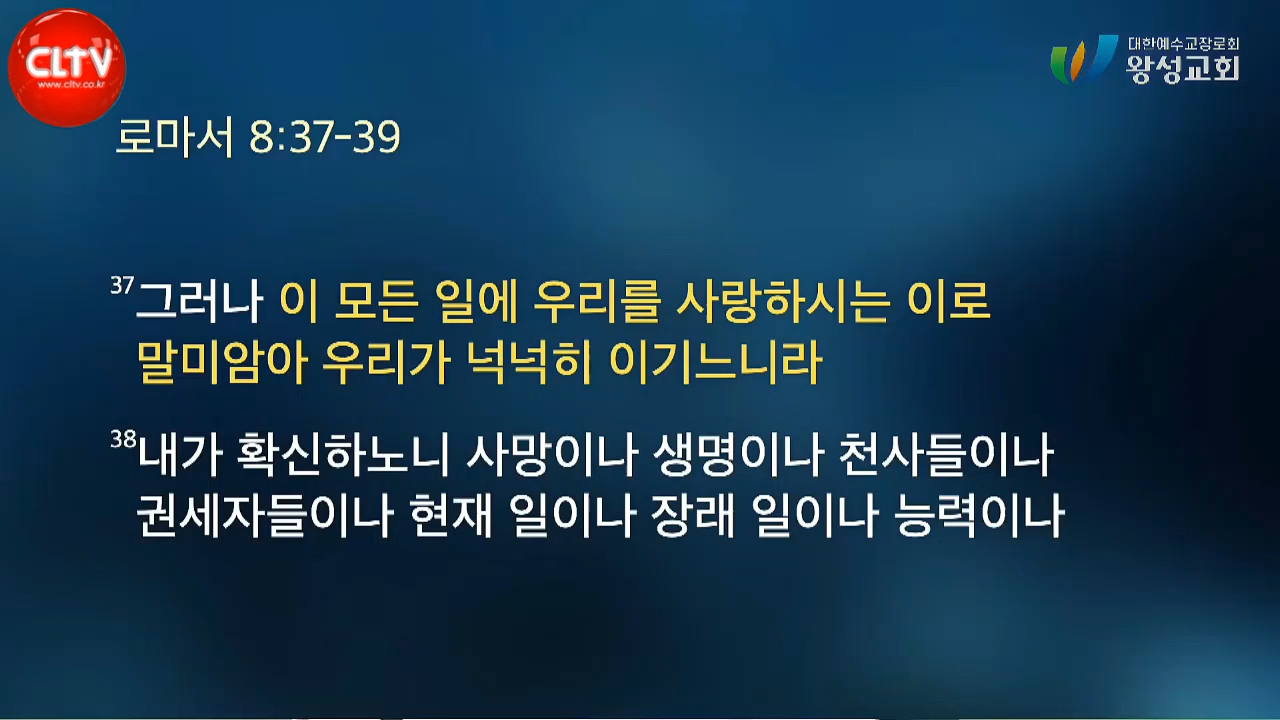 CLTV
www.cltv.co.kr
대한예수교장로회
왕성교회
로마서 8:37-39
37그러나 이 모든 일에 우리를 사랑하시는 이로
말미암아 우리가 넉넉히 이기느니라
38내가 확신하노니 사망이나 생명이나 천사들이나
권세자들이나 현재 일이나 장래 일이나 능력이나